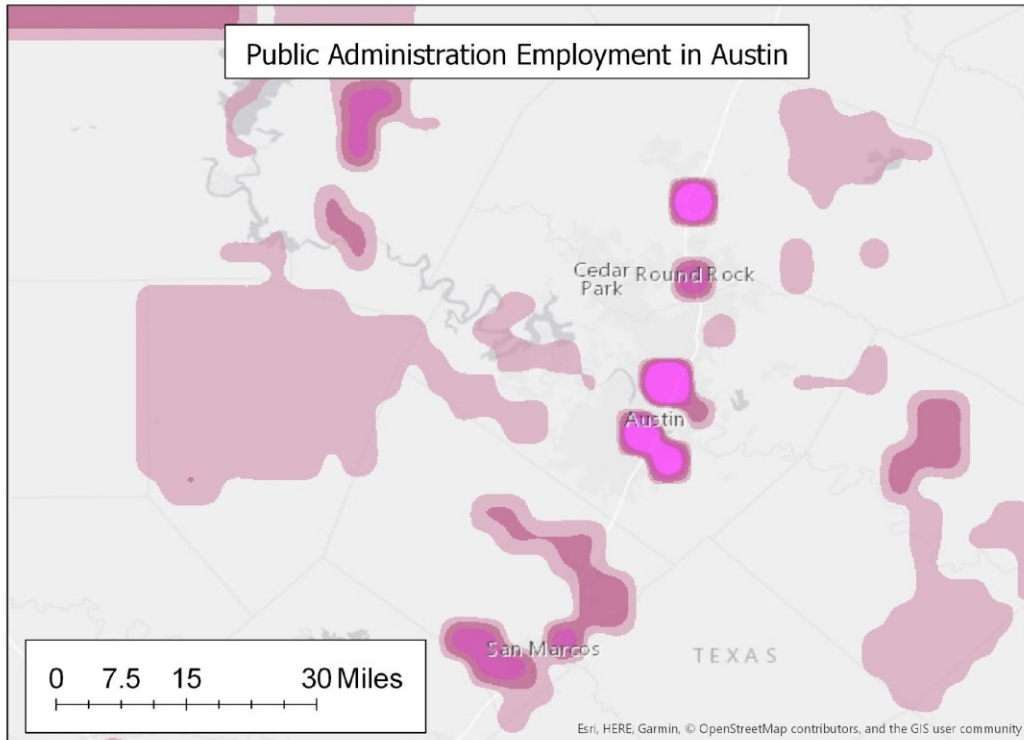 Public Administration Employment in Austin
Cedar
Park
Round Rock
Austin
San Marcos
TEXAS
0 7.5 15 30 Miles
Esri, HERE, Garmin, © OpenStreetMap contributors, and the GIS user community